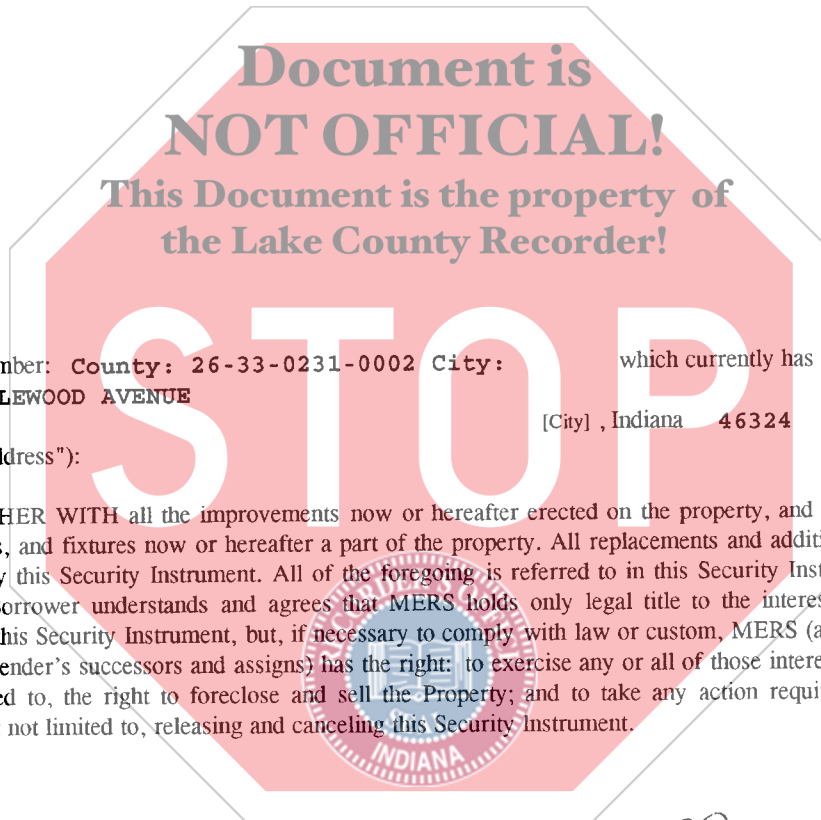 Document is
NOT OFFICIAL!
This Document is the property of
the Lake County Recorder!
STOP
mber: County: 26-33-0231-0002 City: which currently has
LEWOOD AVENUE
[City] , Indiana 46324
ddress"):
HER WITH all the improvements now or hereafter erected on the property, and
s, and fixtures now or hereafter a part of the property. All replacements and additi
y this Security Instrument. All of the foregoing is referred to in this Security Inst
orrower understands and agrees that MERS holds only legal title to the interes
his Security Instrument, but, if necessary to comply with law or custom, MERS (a
ender's successors and assigns) has the right: to exercise any or all of those intere
ed to, the right to foreclose and sell the Property; and to take any action requi
not limited to, releasing and canceling this Security Instrument.
SEAL
INDIANA